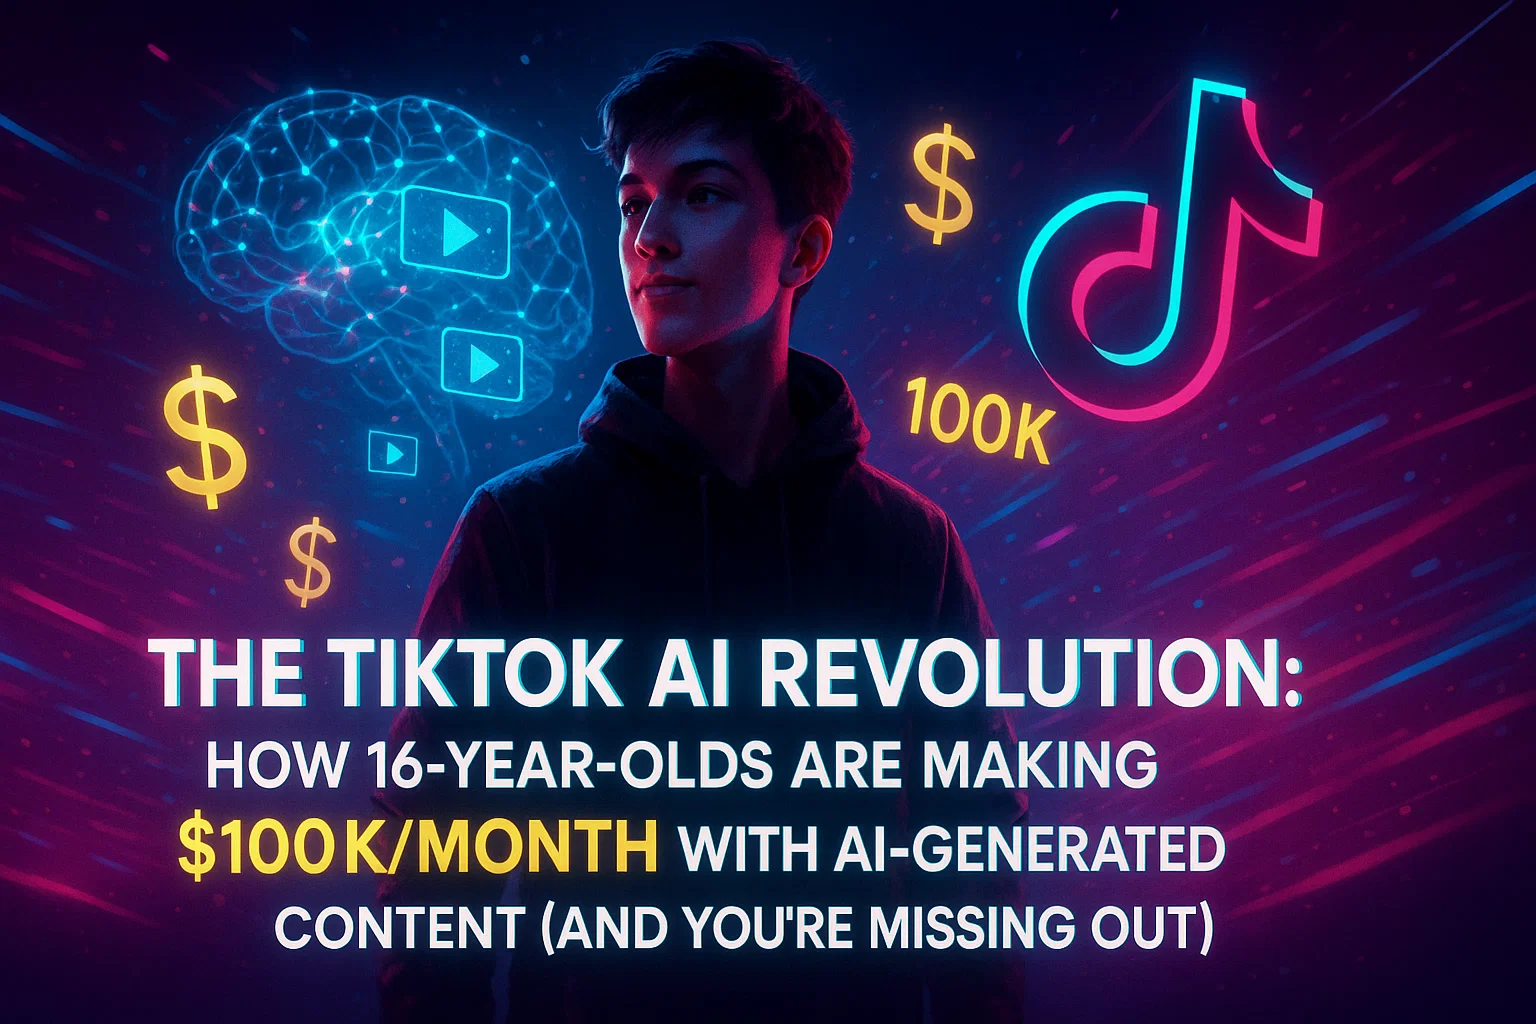 $
100K
$
$
THE TIKTOK AI REVOLUTION:
HOW 16-YEAR-OLDS ARE MAKING
$100K/MONTH WITH AI-GENERATED
CONTENT (AND YOU'RE MISSING OUT)